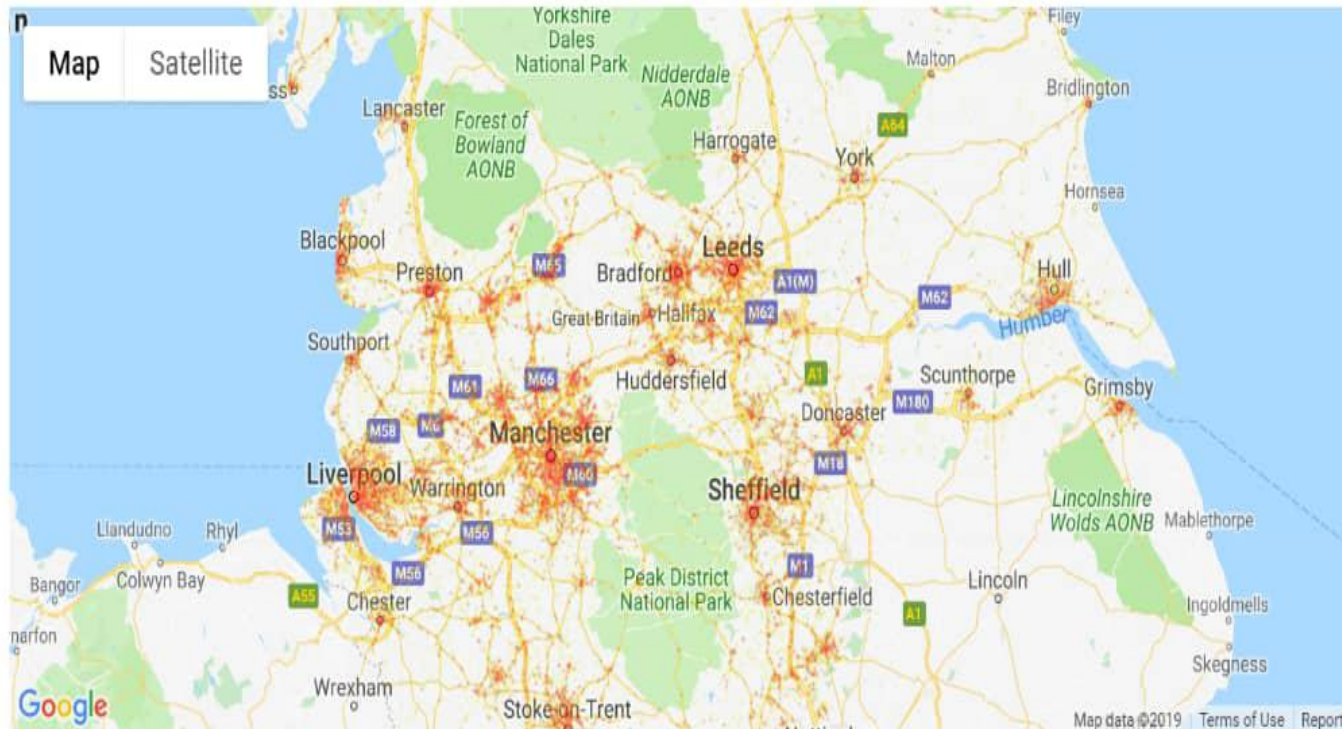 n
Map
Satellite
ss
Yorkshire
Dales
National Park
Filey
Malton
Nidderdale
AONB
Bridlington
Lancaster
Forest of
Bowland
AONB
A64
Harrogate
York
Hornsea
Blackpool
Preston
M65
Bradford
Leeds
A1(M)
M62
Hull
Great Britain
Halifax
M62
Humber
Southport
M61
M66
Huddersfield
A1
Scunthorpe
M180
Grimsby
Doncaster
M58
M6
Manchester
M60
M18
Liverpool
Warrington
Sheffield
Lincolnshire
Wolds AONB
Mablethorpe
Llandudno
Rhyl
M53
M56
Colwyn Bay
M56
M1
Bangor
A55
Chester
Peak District
National Park
Chesterfield
Lincoln
A1
Ingoldmells
narfon
Skegness
Wrexham
Google
Stoke-on-Trent
Map data ©2019
Terms of Use
Report